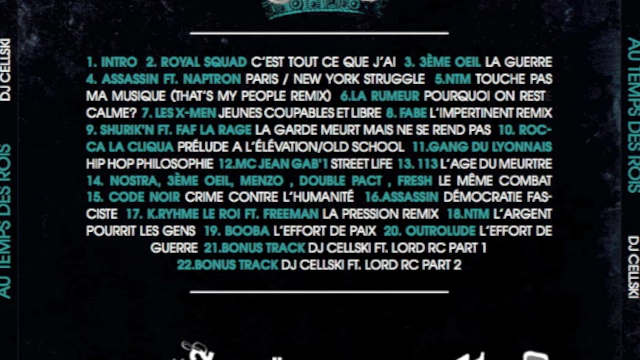 1. INTRO 2. ROYAL SQUAD C'EST TOUT CE QUE J'AI 3. 3ÈME OEIL LA GUERRE
4. ASSASSIN FT. NAPTRON PARIS / NEW YORK STRUGGLE 5.NTM TOUCHE PAS
MA MUSIQUE (THAT'S MY PEOPLE REMIX) 6.LA RUMEUR POURQUOI ON REST
CALME? 7. LES X-MEN JEUNES COUPABLES ET LIBRE 8. FABE L'IMPERTINENT REMIX
9. SHURIK'N FT. FAF LA RAGE LA GARDE MEURT MAIS NE SE REND PAS 10. ROC-
CA LA CLIQUA PRÉLUDE A L'ÉLÉVATION/OLD SCHOOL 11.GANG DU LYONNAIS
HIP HOP PHILOSOPHIE 12.MC JEAN GAB'1 STREET LIFE 13. 113 L'AGE DU MEURTRE
14. NOSTRA, 3ÈME OEIL, MENZO , DOUBLE PACT , FRESH LE MÊME COMBAT
15. CODE NOIR CRIME CONTRE L'HUMANITÉ 16.ASSASSIN DÉMOCRATIE FAS-
CISTE 17. K.RYHME LE ROI FT. FREEMAN LA PRESSION REMIX 18.NTM L'ARGENT
POURRIT LES GENS 19. BOOBA L'EFFORT DE PAIX 20. OUTROLUDE L'EFFORT DE
GUERRE 21.BONUS TRACK DJ CELLSKI FT. LORD RC PART 1
22.BONUS TRACK DJ CELLSKI FT. LORD RC PART 2
AU TEMPS DES ROIS
DJ CELLSKI
AU TEMPS DES ROIS
DJ CELLSKI